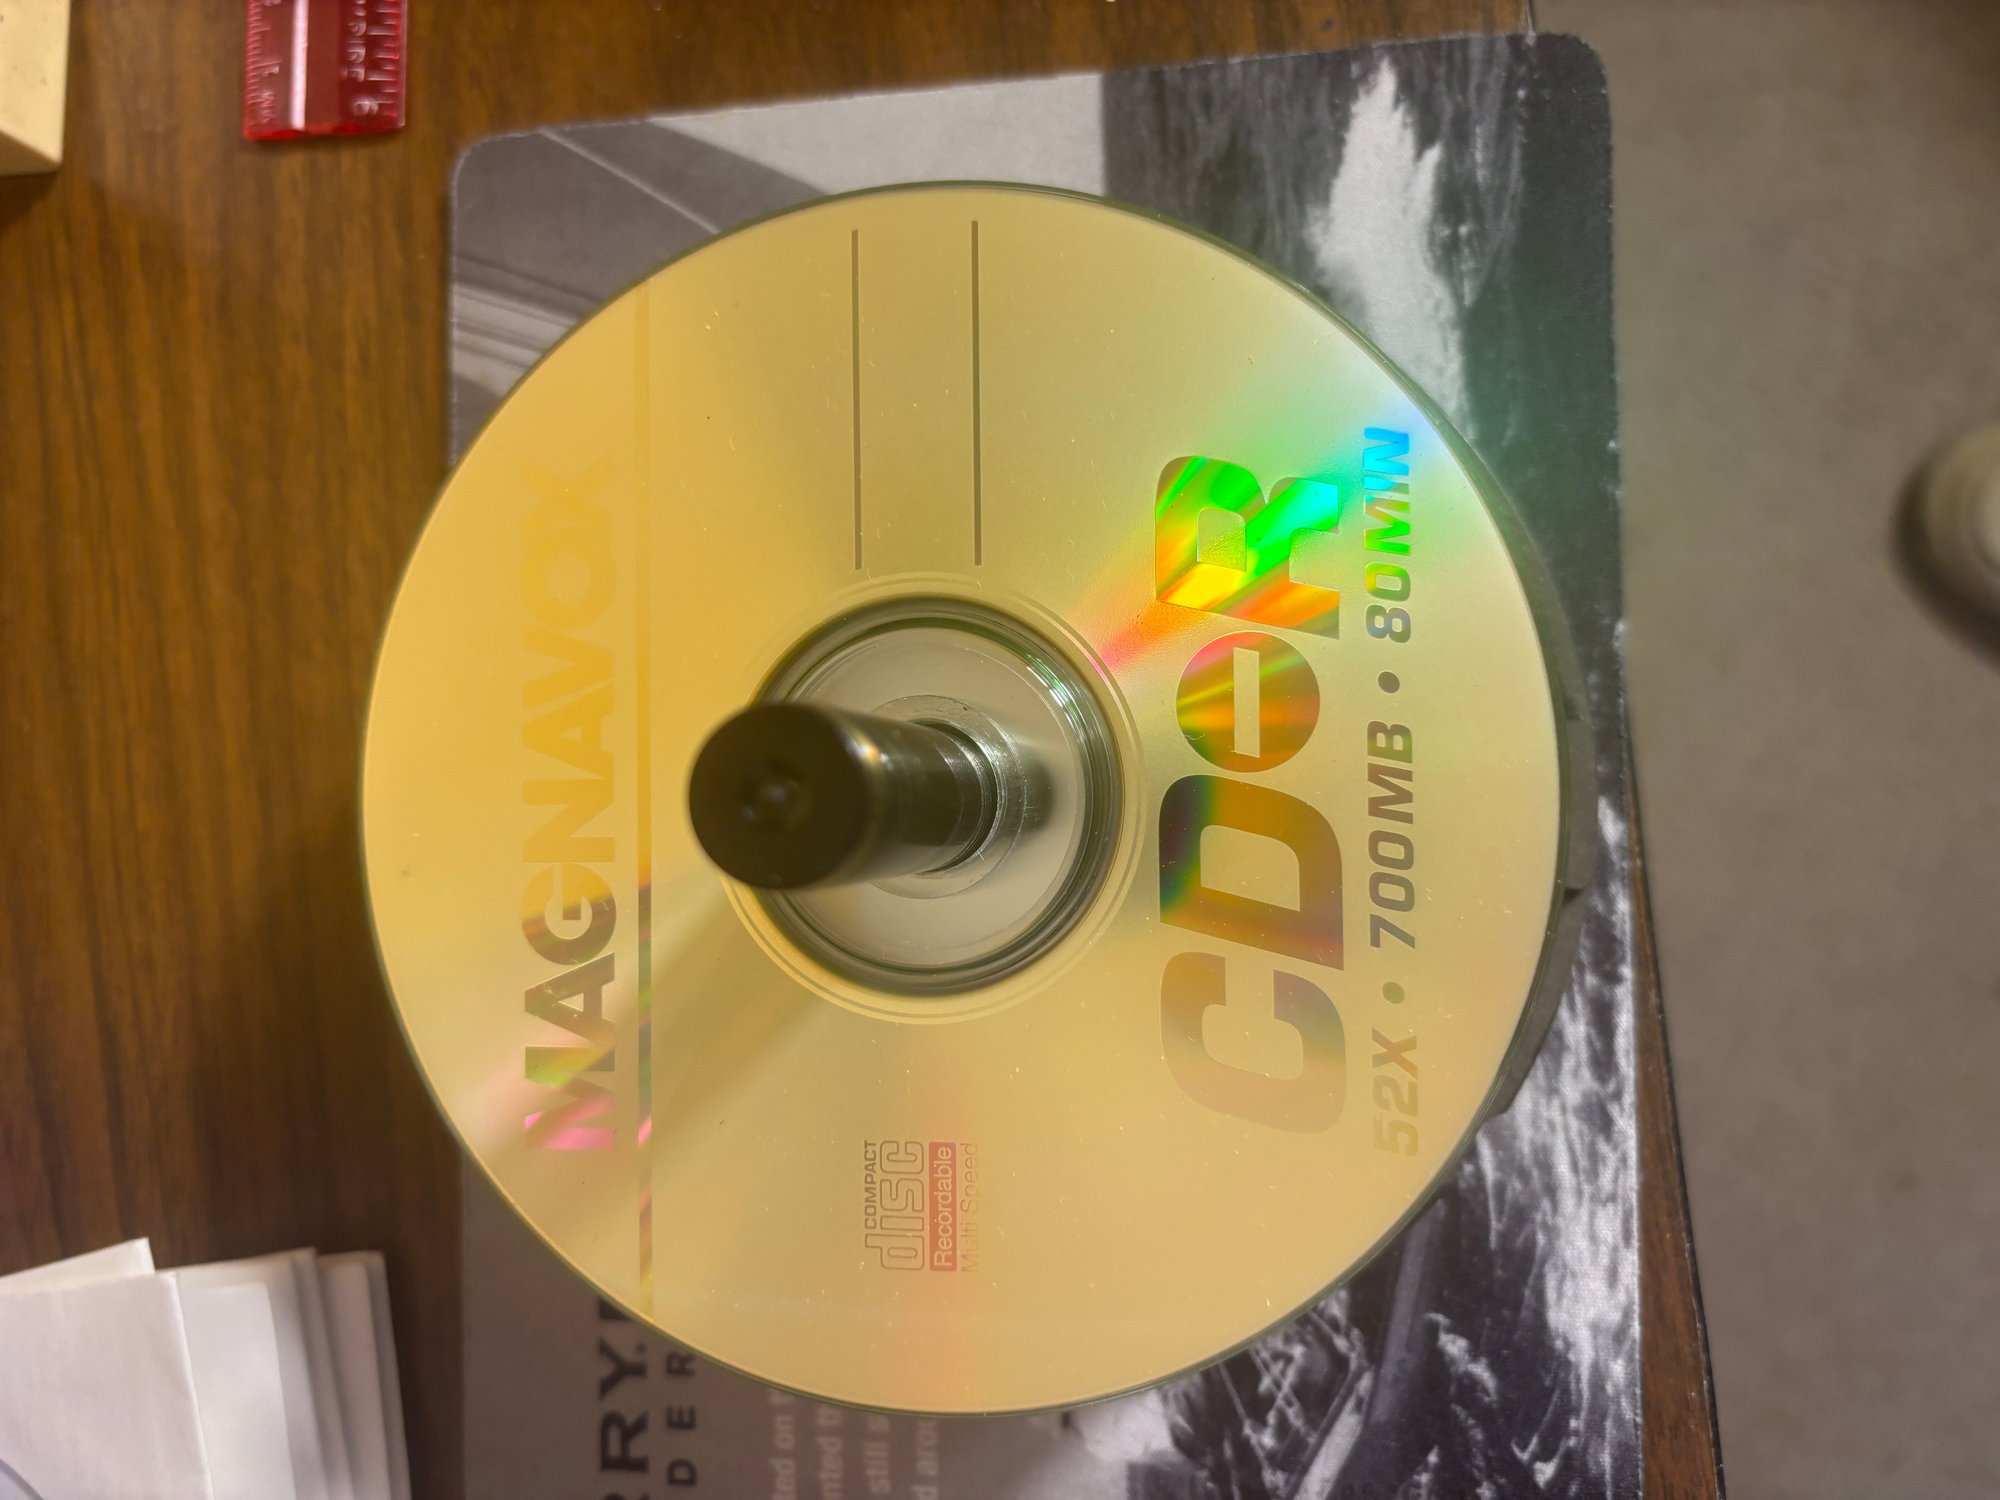 MAGNAVOX
COMPACT
disc
Recordable
Multi Speed
CD-R
52X • 700MB • 80MIN